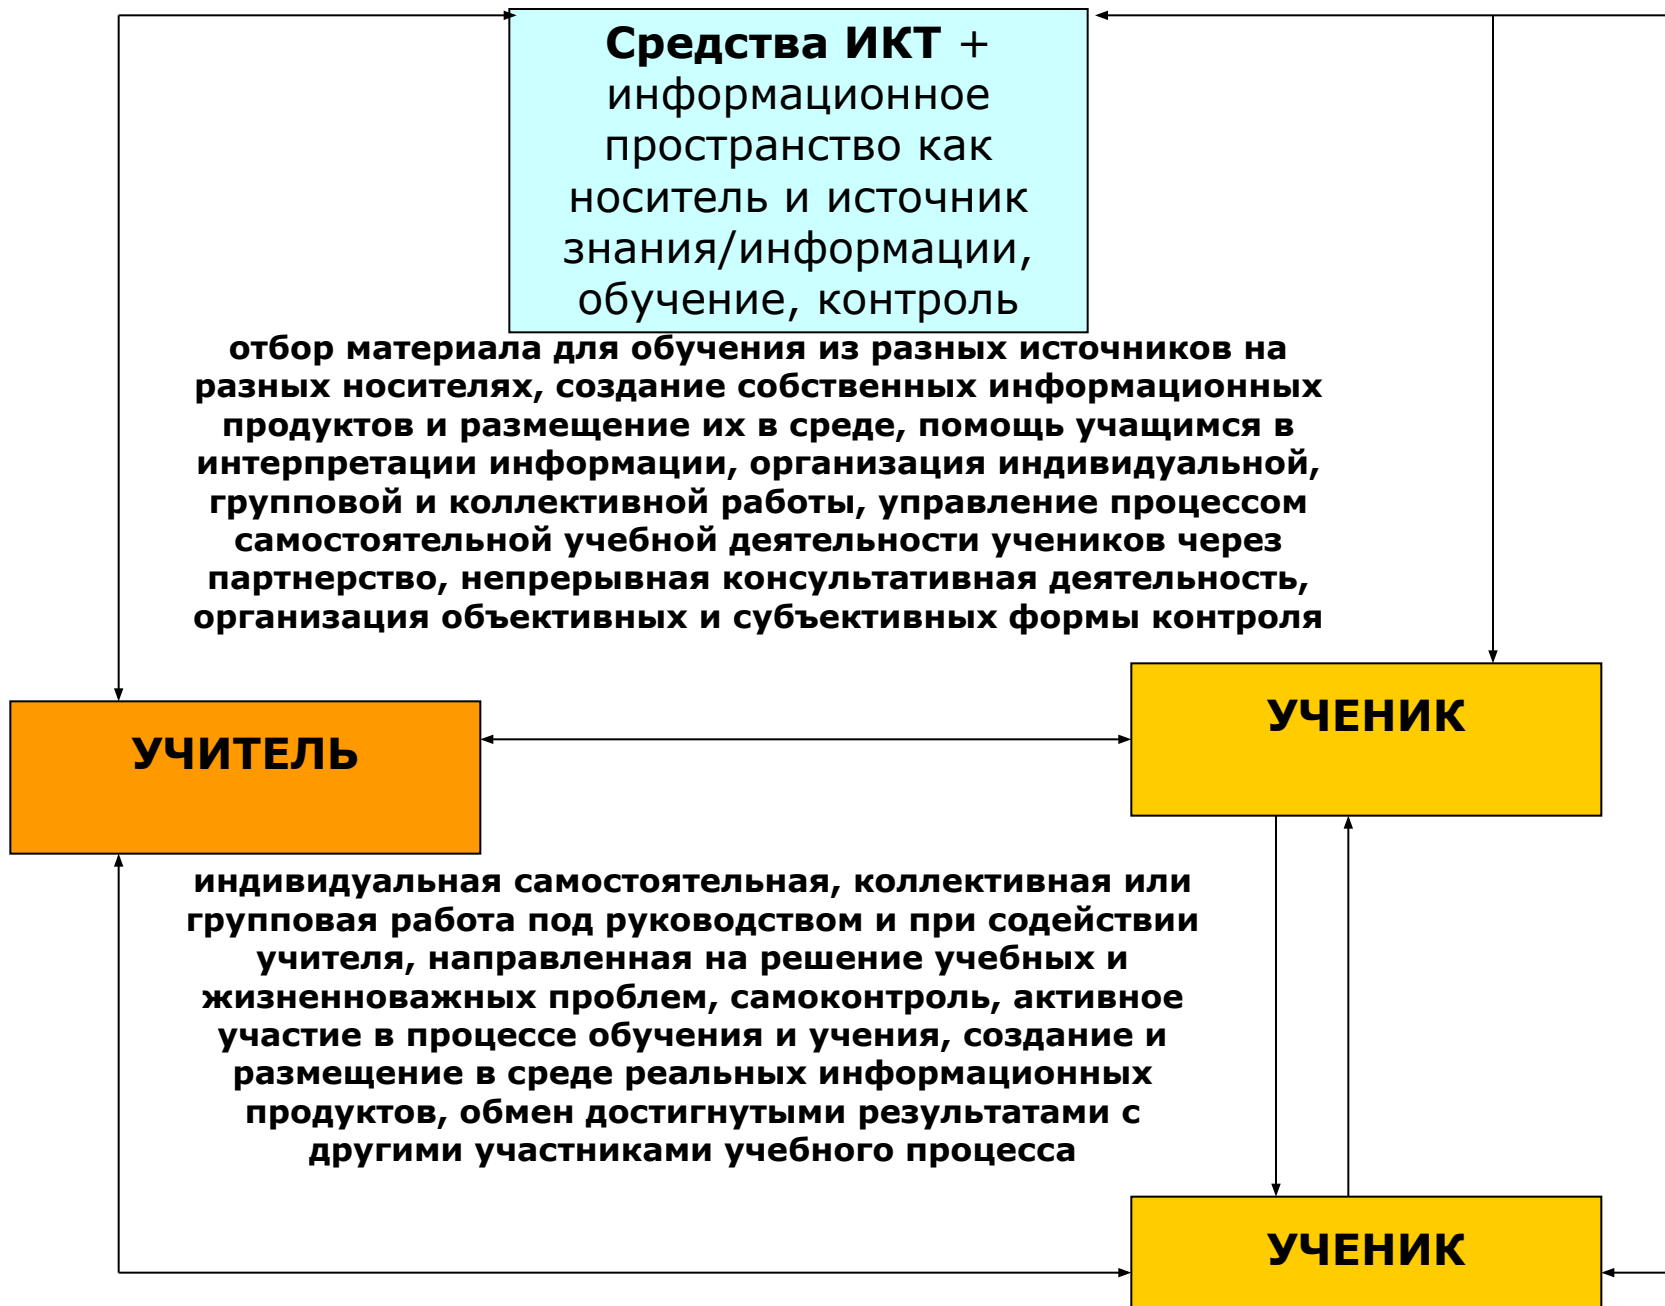 Средства ИКТ +
информационное
пространство как
носитель и источник
знания/информации,
обучение, контроль
отбор материала для обучения из разных источников на
разных носителях, создание собственных информационных
продуктов и размещение их в среде, помощь учащимся в
интерпретации информации, организация индивидуальной,
групповой и коллективной работы, управление процессом
самостоятельной учебной деятельности учеников через
партнерство, непрерывная консультативная деятельность,
организация объективных и субъективных формы контроля
УЧИТЕЛЬ
УЧЕНИК
индивидуальная самостоятельная, коллективная или
групповая работа под руководством и при содействии
учителя, направленная на решение учебных и
жизненноважных проблем, самоконтроль, активное
участие в процессе обучения и учения, создание и
размещение в среде реальных информационных
продуктов, обмен достигнутыми результатами с
другими участниками учебного процесса
УЧЕНИК